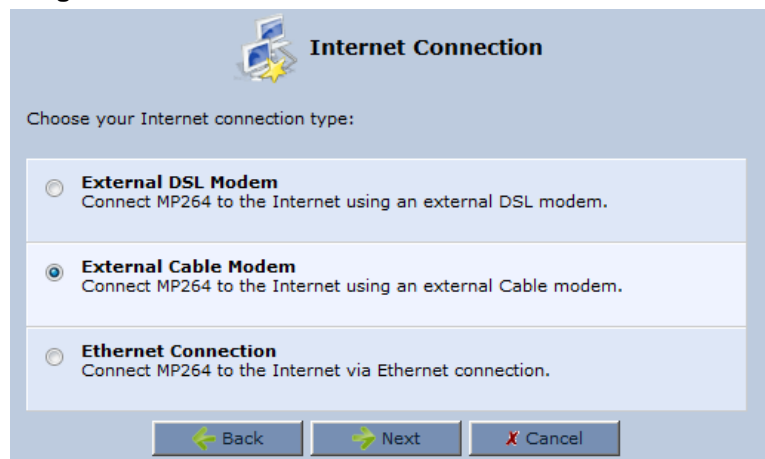 Internet Connection
Choose your Internet connection type:
External DSL Modem
Connect MP264 to the Internet using an external DSL modem.
External Cable Modem
Connect MP264 to the Internet using an external Cable modem.
Ethernet Connection
Connect MP264 to the Internet via Ethernet connection.
Back Next Cancel